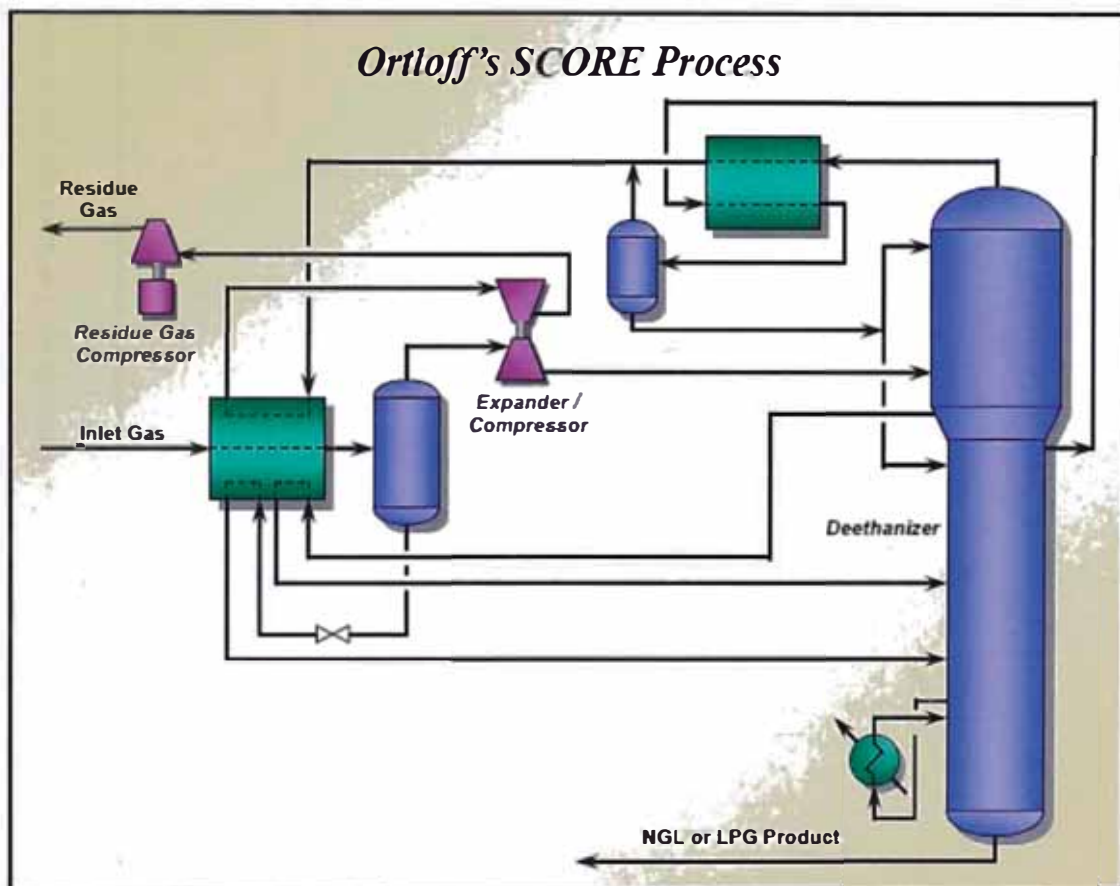 Ortloff's SCORE Process
Residue
Gas
Residue Gas
Compressor
Expander /
Compressor
Inlet Gas
Deethanizer
NGL or LPG Product